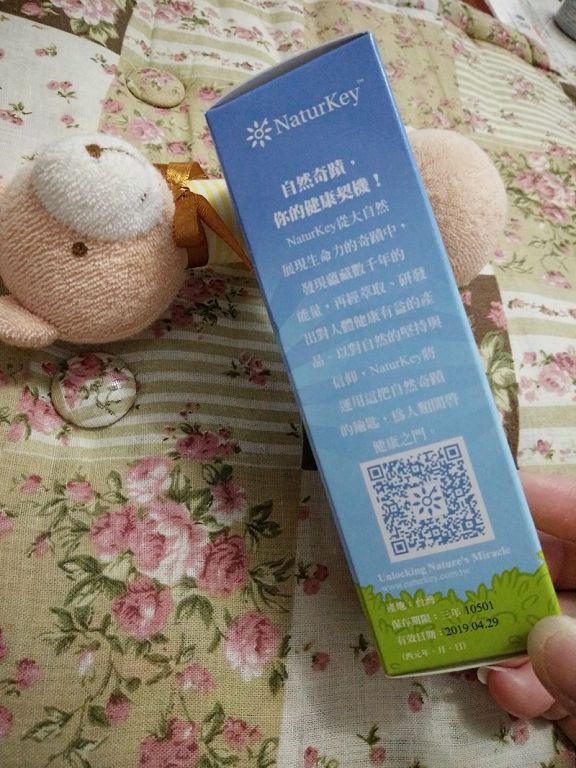 NaturKey™
自然奇蹟，
你的健康契機！
NaturKey從大自然
展現生命力的奇蹟中，
發現蘊藏數千年的
能量，再經萃取、研發
出對人體健康有益的產
品。以對自然的堅持與
信仰，NaturKey將
運用這把自然奇蹟
的鑰匙，為人類開啓
健康之門。
Unlocking Nature's Miracle
www.naturkey.com.tw
產地：台灣
保存期限：三年 10501
有效日期：2019.04.29
（西元年．月．日）